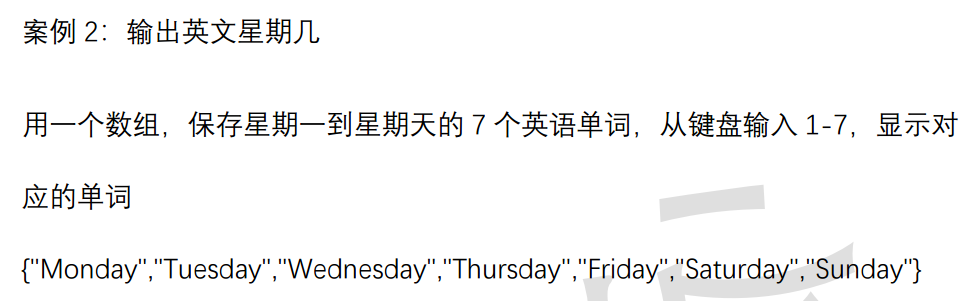 案例 2：输出英文星期几
用一个数组，保存星期一到星期天的 7 个英语单词，从键盘输入 1-7，显示对
应的单词
{"Monday","Tuesday","Wednesday","Thursday","Friday","Saturday","Sunday"}